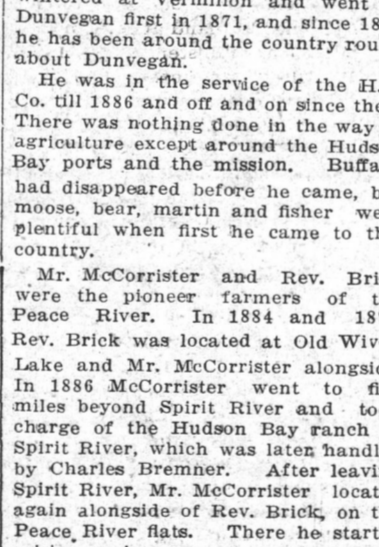 at Vermilion and went
Dunvegan first in 1871, and since 18
he has been around the country rou
about Dunvegan.
He was in the service of the H.
Co. till 1886 and off and on since the
There was nothing done in the way
agriculture except around the Huds
Bay ports and the mission. Buffa
had disappeared before he came, b
moose, bear, martin and fisher we
plentiful when first he came to th
country.
Mr. McCorrister and Rev. Bri
were the pioneer farmers of t
Peace River. In 1884 and 18
Rev. Brick was located at Old Wiv
Lake and Mr. McCorrister alongsid
In 1886 McCorrister went to fi
miles beyond Spirit River and to
charge of the Hudson Bay ranch
Spirit River, which was later handl
by Charles Bremner. After leavi
Spirit River, Mr. McCorrister locat
again alongside of Rev. Brick, on t
Peace River flats. There he start